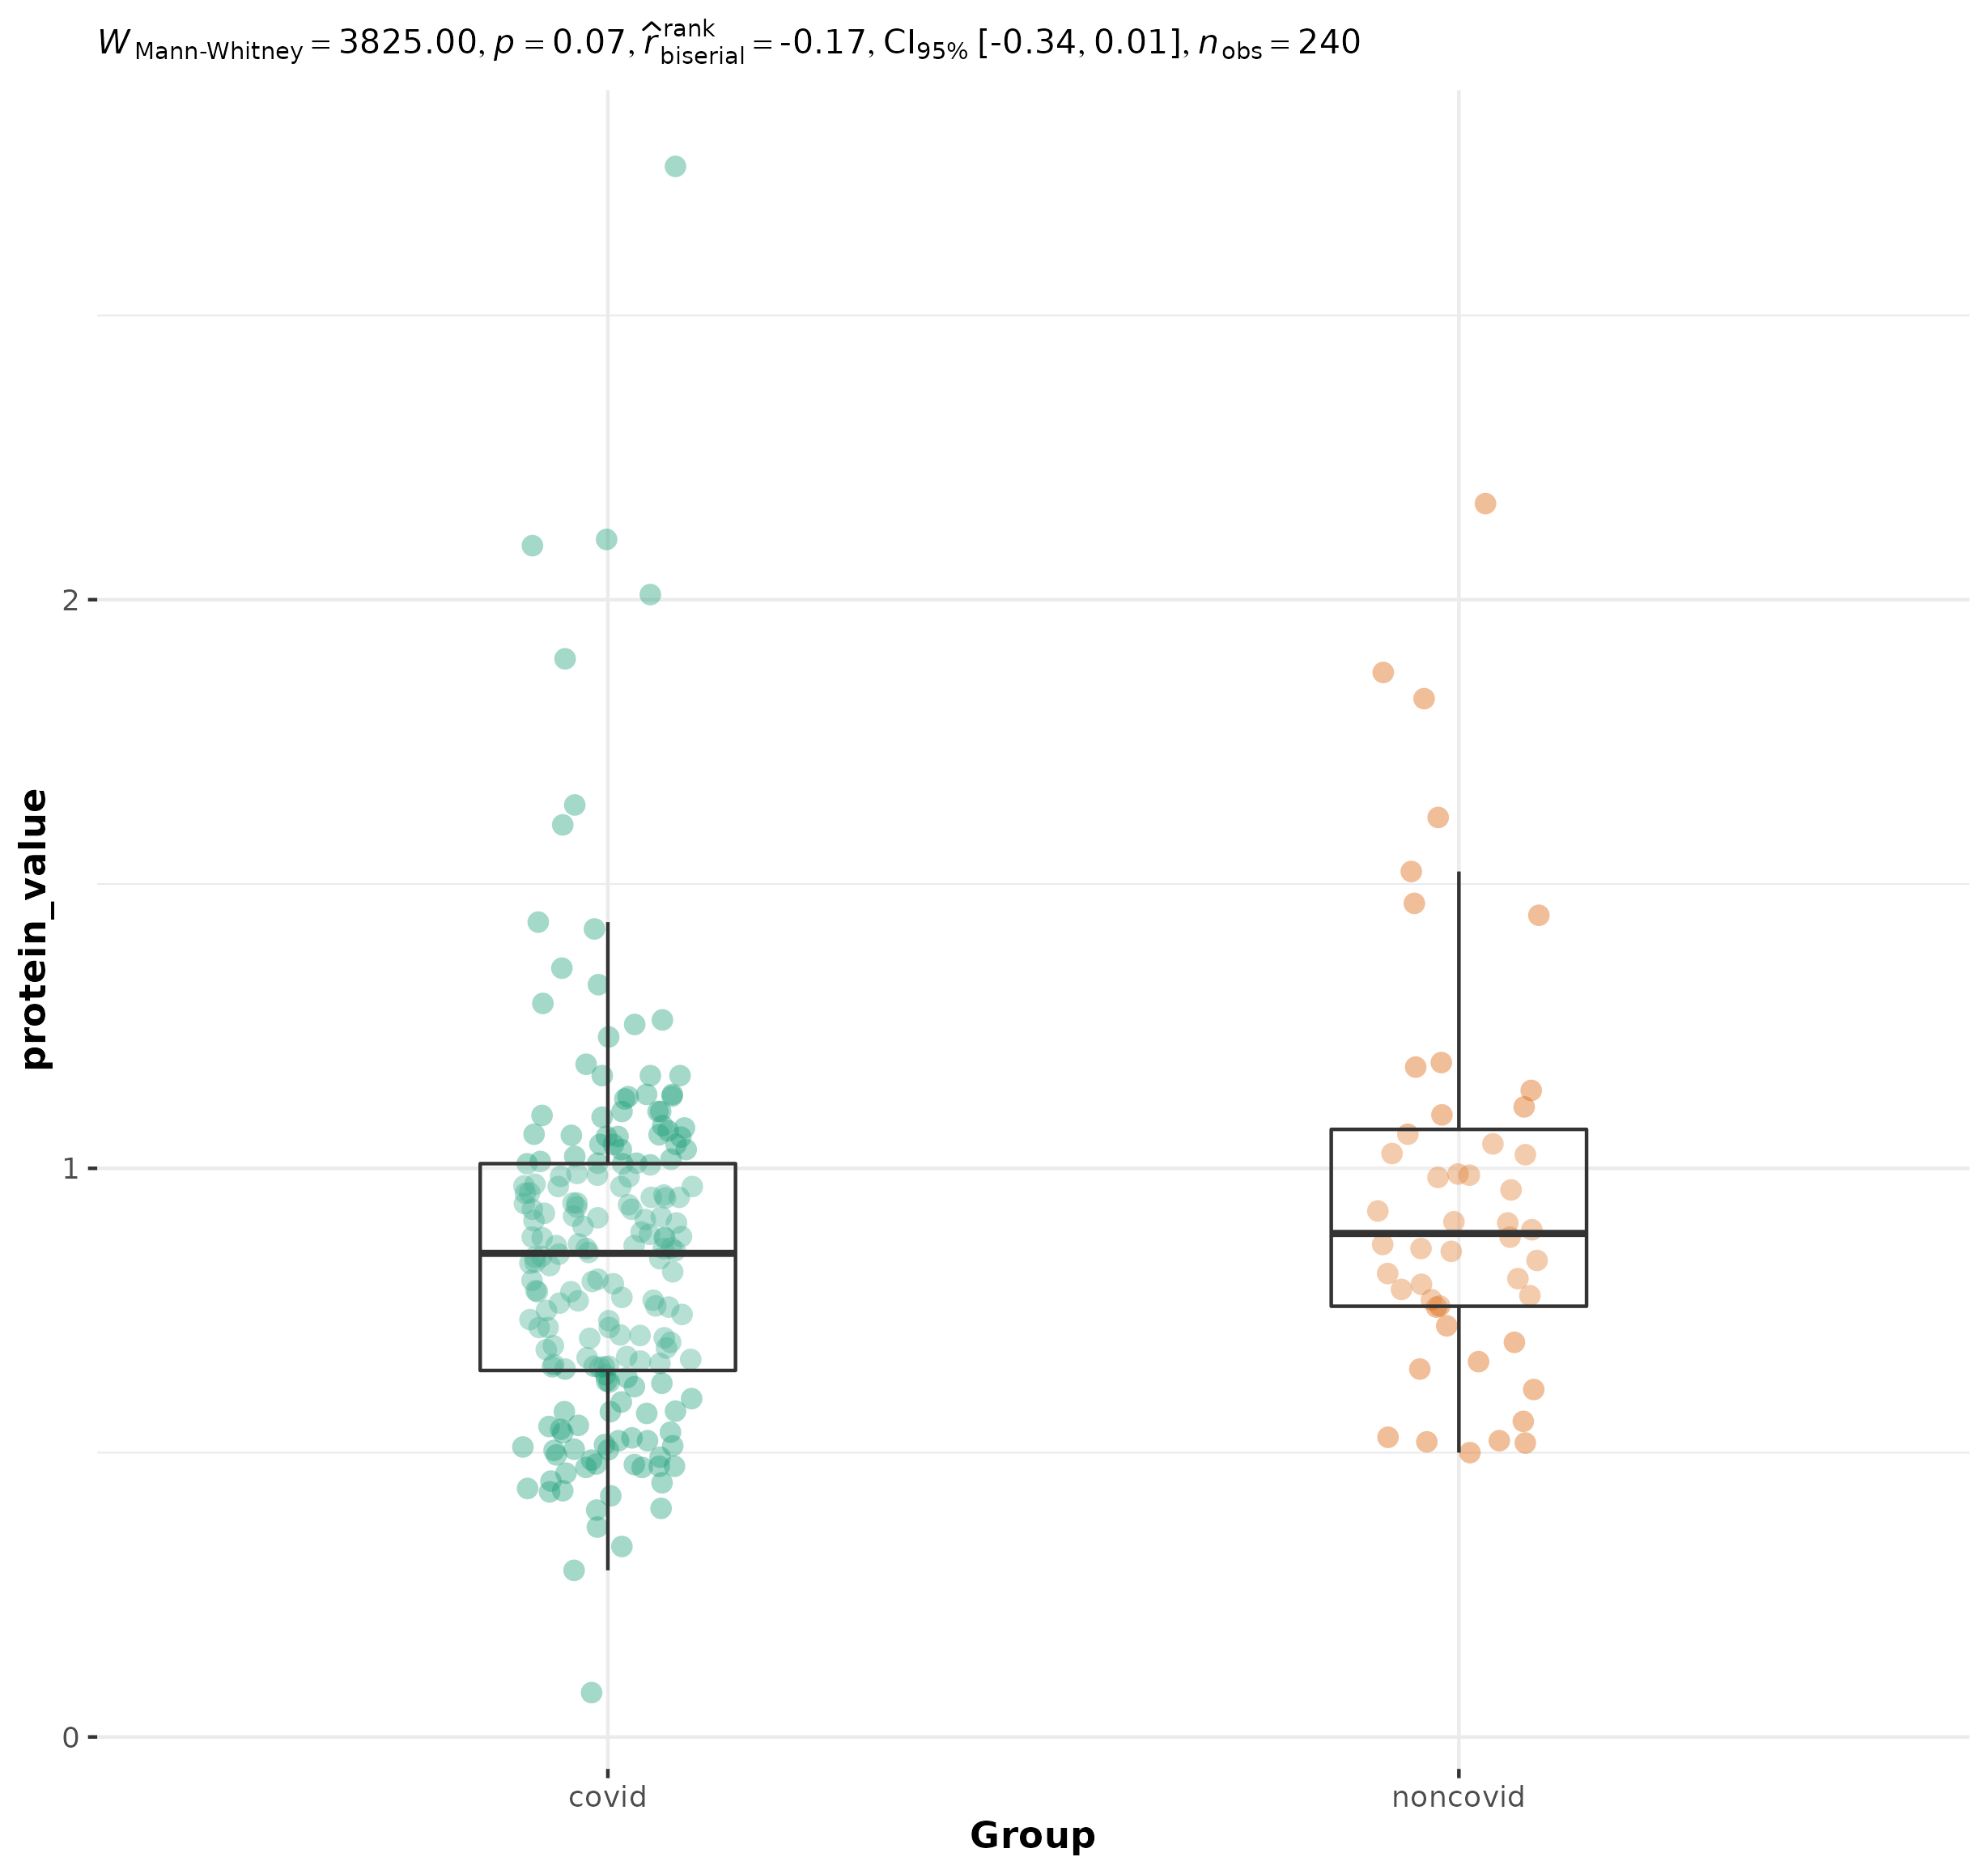 W Mann-Whitney = 3825.00, p = 0.07, r̂ rank biserial = -0.17, CI95% [-0.34, 0.01], nobs = 240
protein_value
2
1
0
covid noncovid
Group